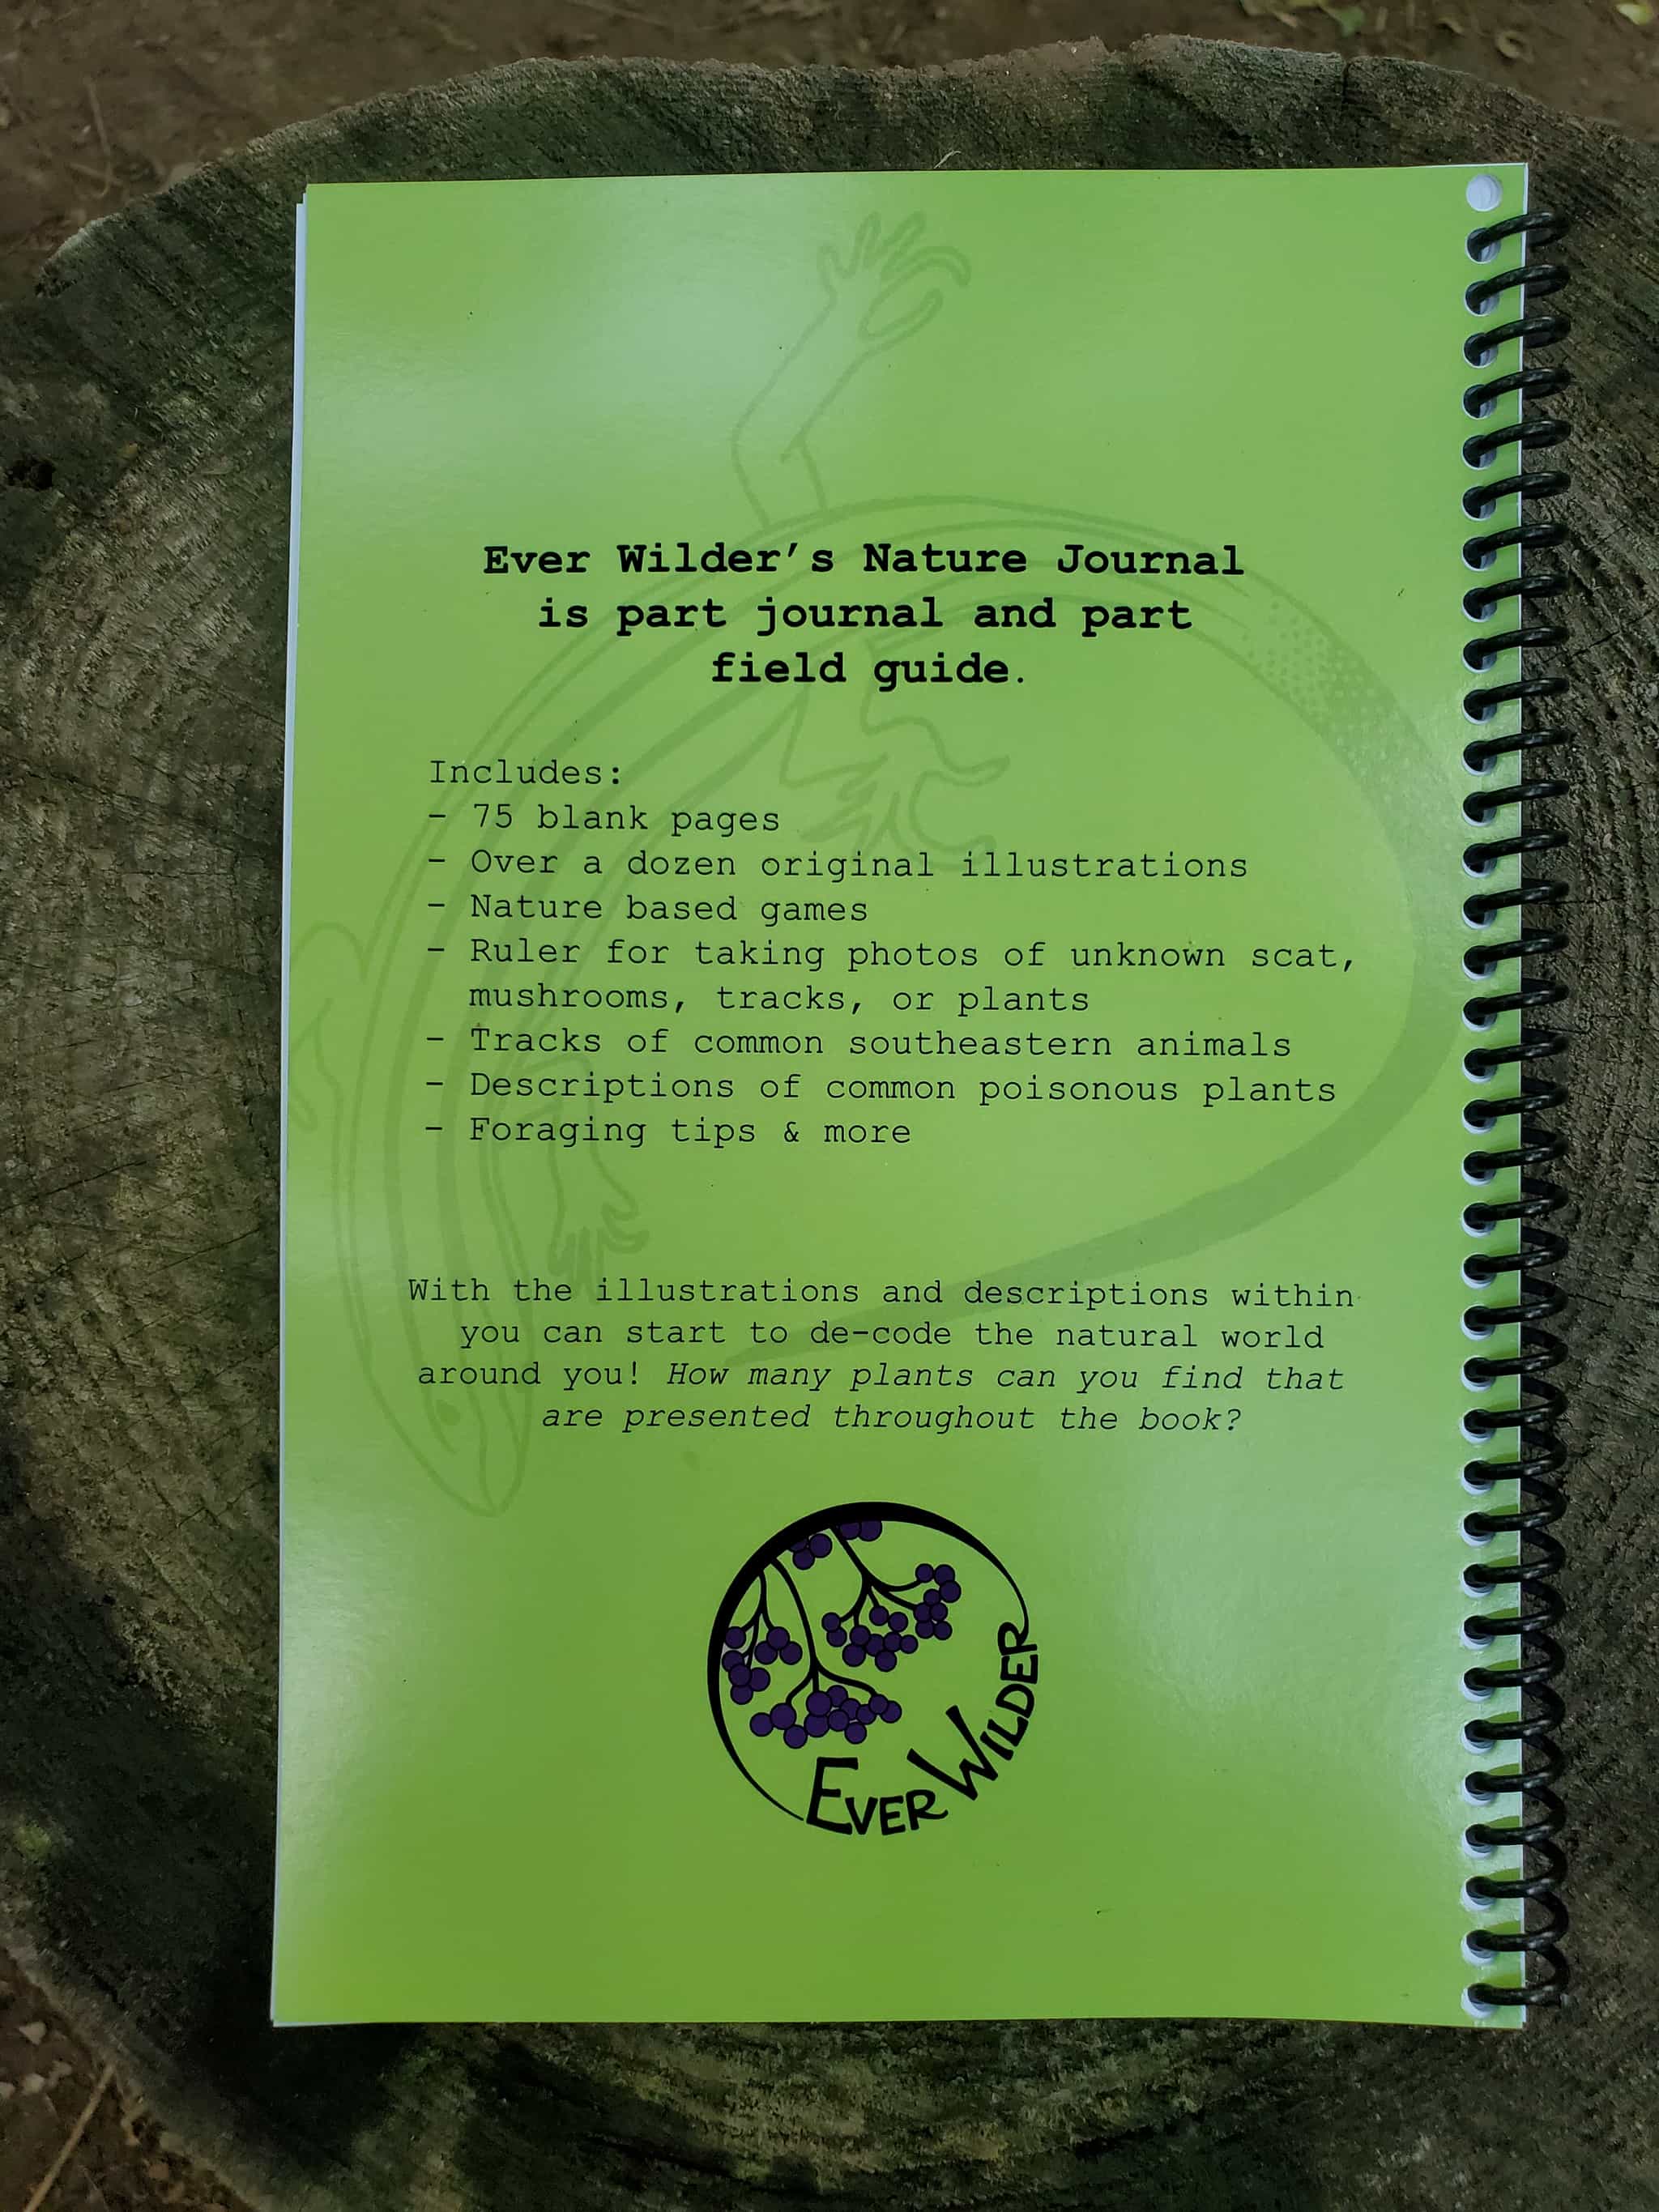 Ever Wilder's Nature Journal
is part journal and part
field guide.
Includes:
- 75 blank pages
- Over a dozen original illustrations
- Nature based games
- Ruler for taking photos of unknown scat,
mushrooms, tracks, or plants
- Tracks of common southeastern animals
- Descriptions of common poisonous plants
- Foraging tips & more
With the illustrations and descriptions within
you can start to de-code the natural world
around you! How many plants can you find that
are presented throughout the book?
EVER WILDER